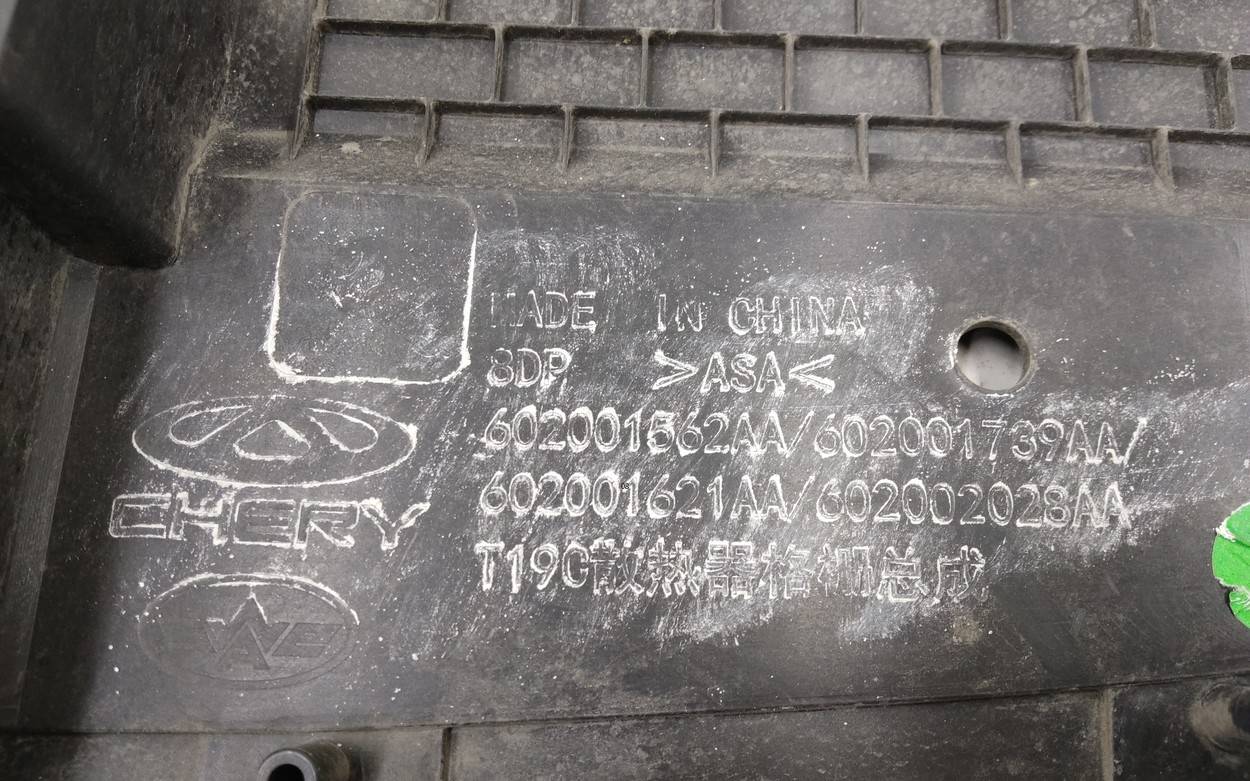 MADE IN CHINA
8DP >ASA<
602001562AA/602001739AA/
602001621AA/602002028AA
CHERY
T19C散热器格栅总成